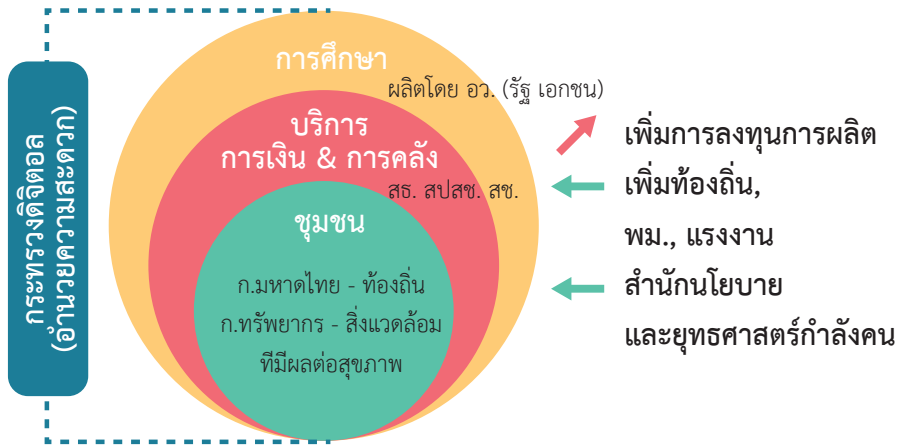 กระทรวงดิจิตอล
(อำนวยความสะดวก)
การศึกษา
ผลิตโดย อว. (รัฐ เอกชน)
บริการ
การเงิน & การคลัง
สธ. สปสช. สช.
ชุมชน
ก.มหาดไทย - ท้องถิ่น
ก.ทรัพยากร - สิ่งแวดล้อม
ที่มีผลต่อสุขภาพ
เพิ่มการลงทุนการผลิต
เพิ่มท้องถิ่น,
พม., แรงงาน
สำนักนโยบาย
และยุทธศาสตร์กำลังคน